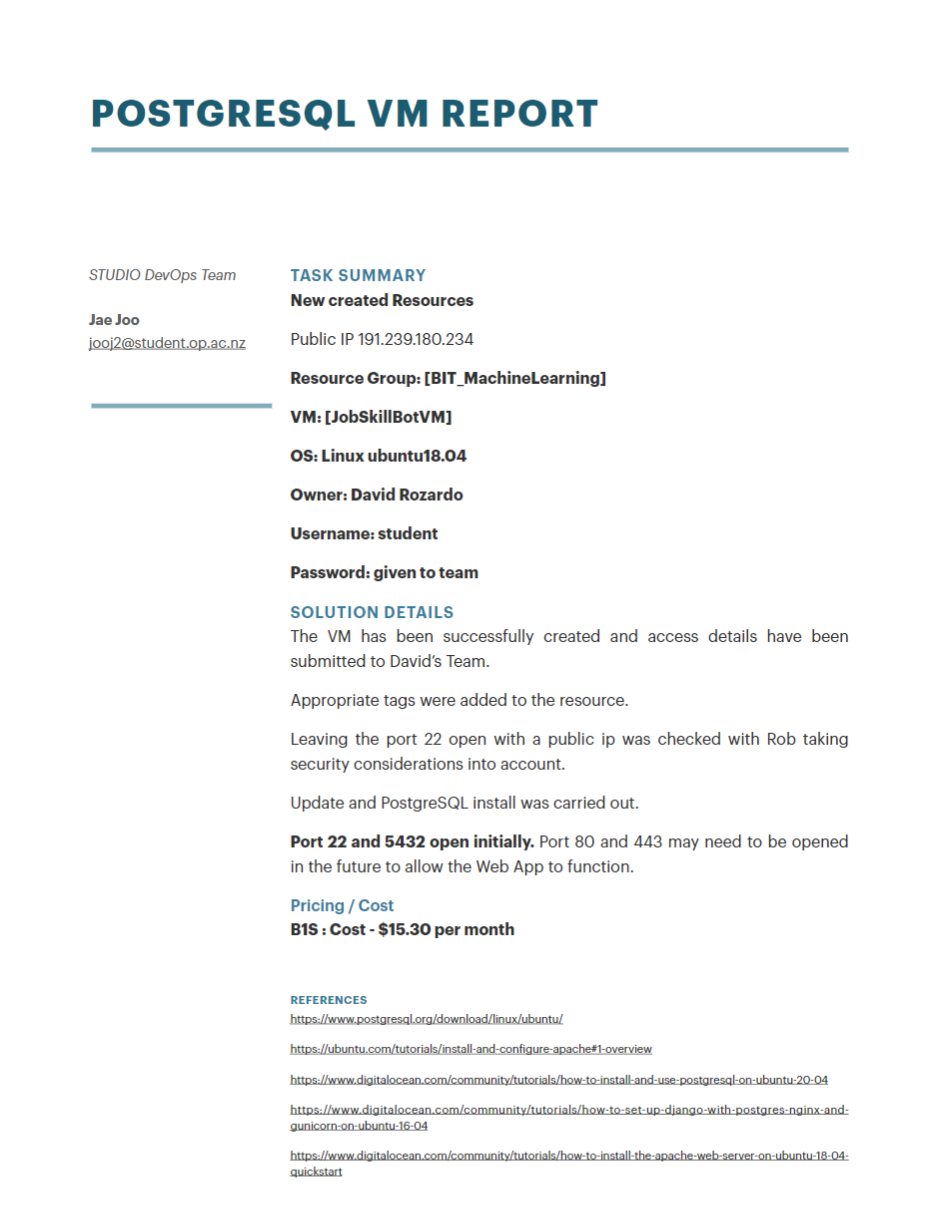 POSTGRESQL VM REPORT
STUDIO DevOps Team
Jae Joo
jooj2@student.op.ac.nz
TASK SUMMARY
New created Resources
Public IP 191.239.180.234
Resource Group: [BIT_MachineLearning]
VM: [JobSkillBotVM]
OS: Linux ubuntu18.04
Owner: David Rozardo
Username: student
Password: given to team
SOLUTION DETAILS
The VM has been successfully created and access details have been
submitted to David's Team.
Appropriate tags were added to the resource.
Leaving the port 22 open with a public ip was checked with Rob taking
security considerations into account.
Update and PostgreSQL install was carried out.
Port 22 and 5432 open initially. Port 80 and 443 may need to be opened
in the future to allow the Web App to function.
Pricing / Cost
B1S : Cost - $15.30 per month
REFERENCES
https://www.postgresql.org/download/linux/ubuntu/
https://ubuntu.com/tutorials/install-and-configure-apache#1-overview
https://www.digitalocean.com/community/tutorials/how-to-install-and-use-postgresql-on-ubuntu-20-04
https://www.digitalocean.com/community/tutorials/how-to-set-up-django-with-postgres-nginx-and-
gunicorn-on-ubuntu-16-04
https://www.digitalocean.com/community/tutorials/how-to-install-the-apache-web-server-on-ubuntu-18-04-
quickstart